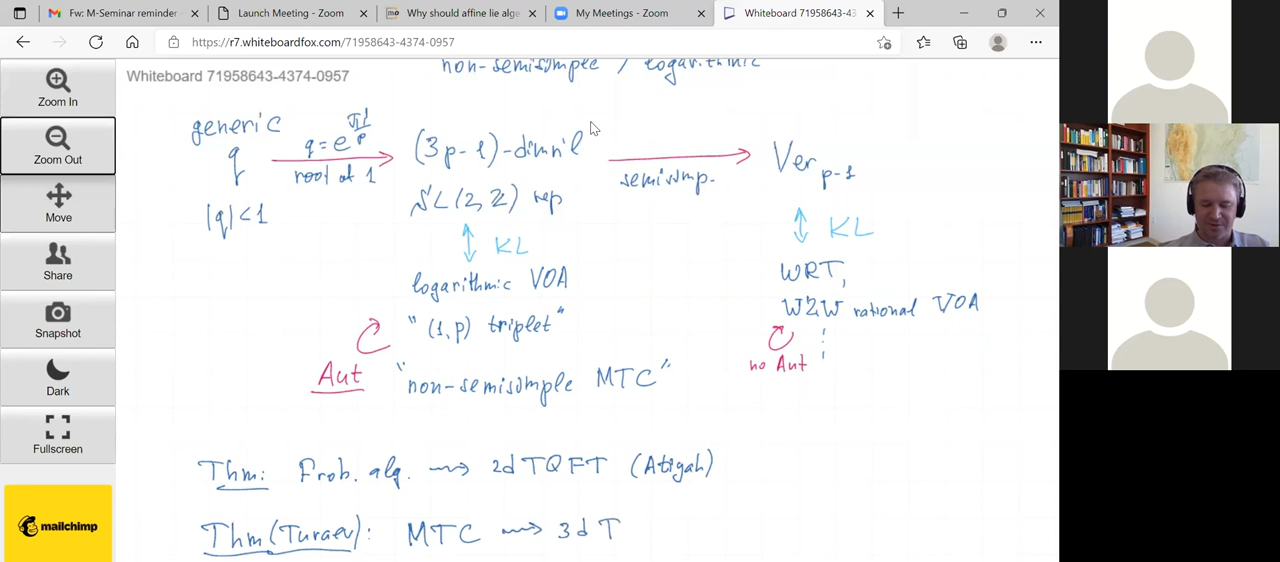 Fw: M-Seminar reminder
Launch Meeting - Zoom
Why should affine lie alge
My Meetings - Zoom
Whiteboard 71958643-43
https://r7.whiteboardfox.com/71958643-4374-0957
Whiteboard 71958643-4374-0957
Zoom In
Zoom Out
Move
Share
Snapshot
Dark
Fullscreen
mailchimp
non-semisimple / logarithmic
generic
q
|q|<1
q = e^{πi/p}
root of 1
(3p-1)-dim'l
SL(2,Z) rep
semisimp.
Ver_{p-1}
KL
KL
logarithmic VOA
"(1,p) triplet"
Aut
"non-semisimple MTC"
WRT,
WZW rational VOA
no Aut
Thm: Frob. alg. ⟿ 2d TQFT (Atiyah)
Thm (Turaev): MTC ⟿ 3d T